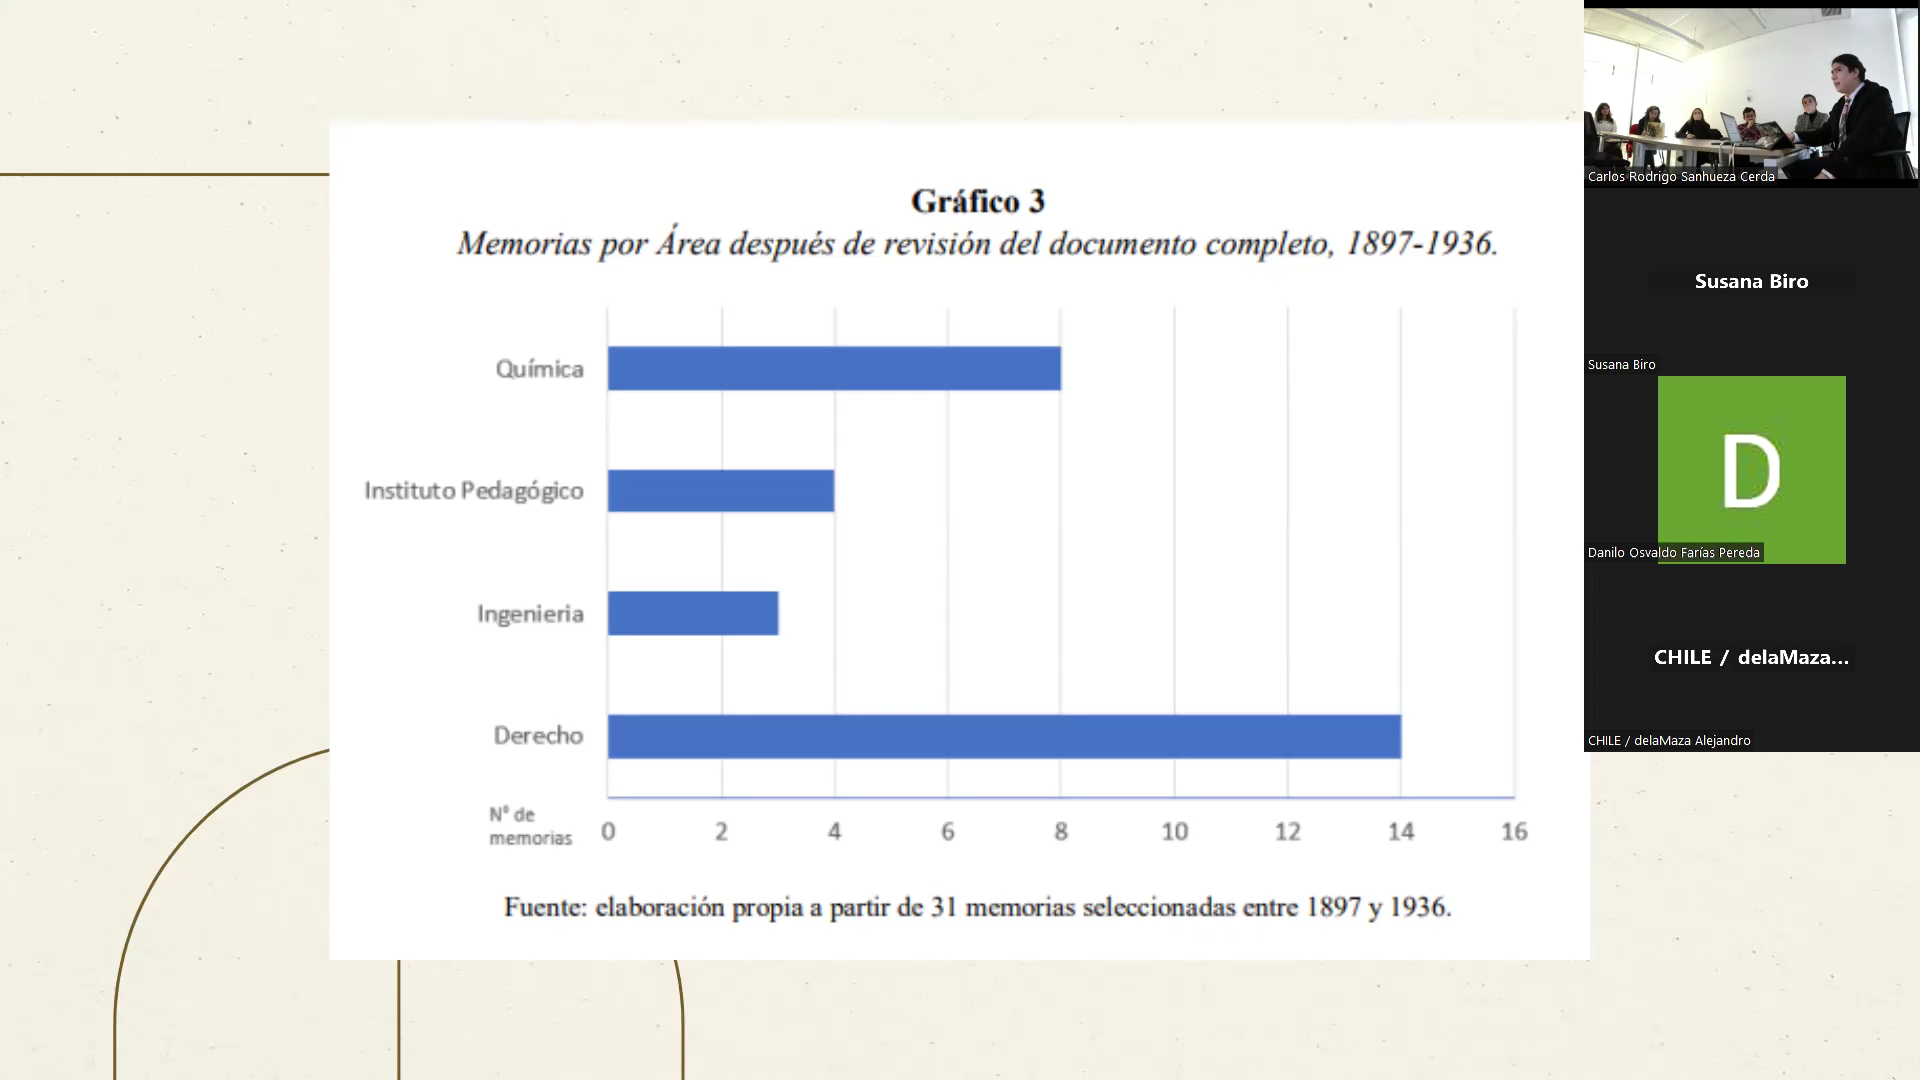 Gráfico 3
Memorias por Área después de revisión del documento completo, 1897-1936.
Química
Instituto Pedagógico
Ingenieria
Derecho
N° de
memorias
0 2 4 6 8 10 12 14 16
Fuente: elaboración propia a partir de 31 memorias seleccionadas entre 1897 y 1936.
Carlos Rodrigo Sanhueza Cerda
Susana Biro
Susana Biro
D
Danilo Osvaldo Farías Pereda
CHILE / delaMaza...
CHILE / delaMaza Alejandro